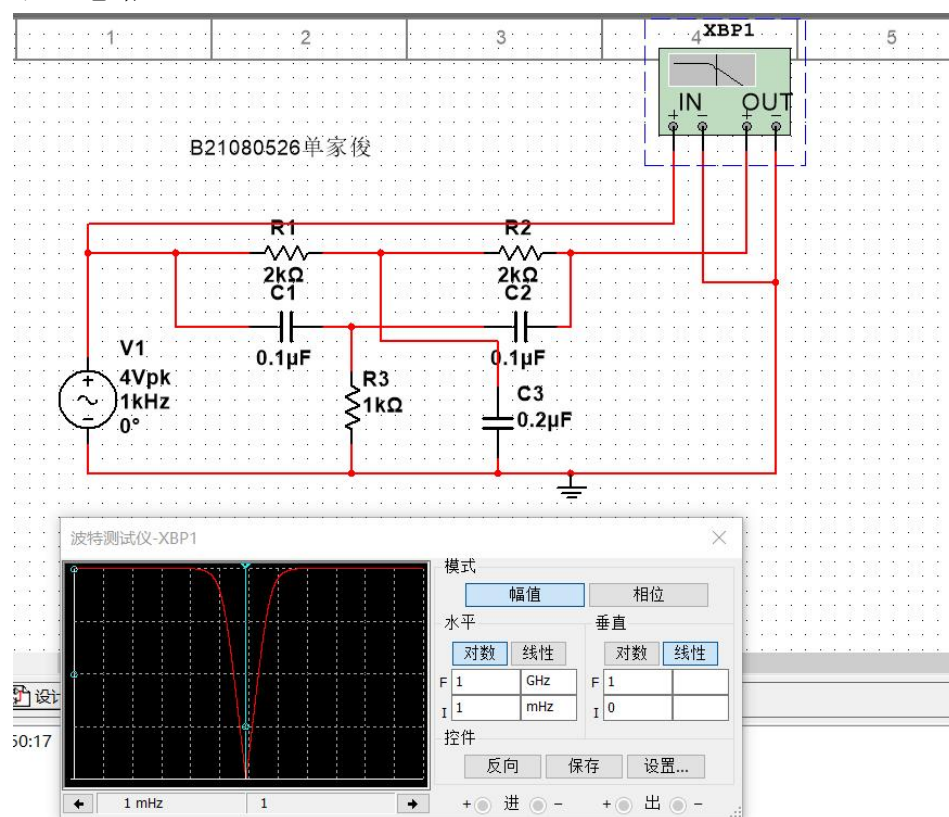 1 2 3 4 5
XBP1
IN OUT
+ - + -
B21080526单家俊
R1 R2
2kΩ 2kΩ
C1 C2
0.1µF 0.1µF
V1
4Vpk
1kHz
0°
R3
1kΩ
C3
0.2µF
波特测试仪-XBP1
模式
幅值 相位
水平 垂直
对数 线性 对数 线性
F 1 GHz F 1
I 1 mHz I 0
控件
反向 保存 设置...
1 mHz 1
+ 进 - + 出 -
设计
50:17